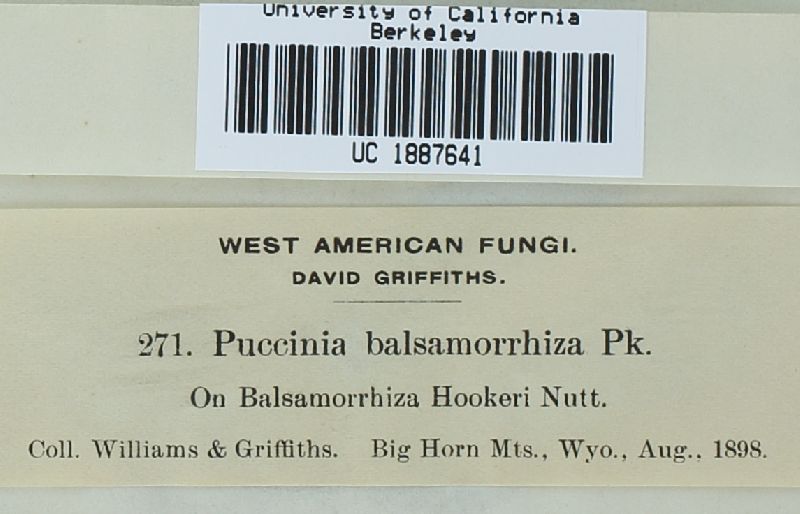 University of California
Berkeley
UC 1887641
WEST AMERICAN FUNGI.
DAVID GRIFFITHS.
271. Puccinia balsamorrhiza Pk.
On Balsamorrhiza Hookeri Nutt.
Coll. Williams & Griffiths. Big Horn Mts., Wyo., Aug., 1898.